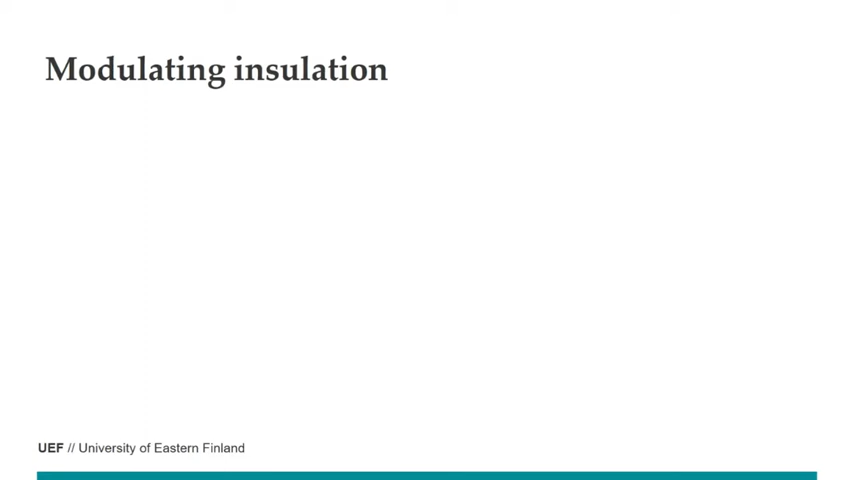 Modulating insulation
UEF // University of Eastern Finland